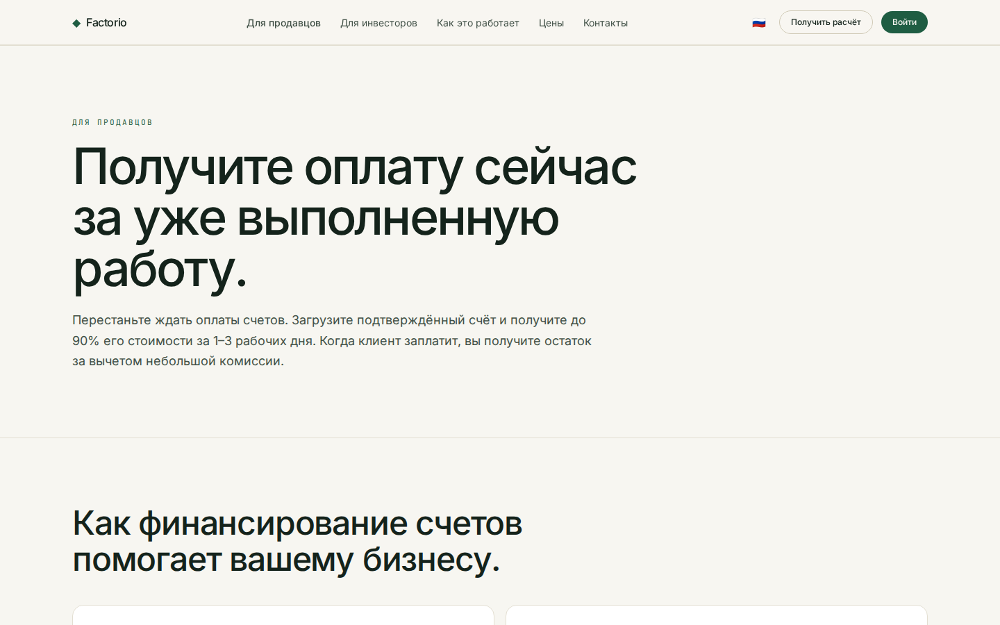 Factorio
Для продавцов
Для инвесторов
Как это работает
Цены
Контакты
Получить расчёт
Войти
ДЛЯ ПРОДАВЦОВ
Получите оплату сейчас
за уже выполненную
работу.
Перестаньте ждать оплаты счетов. Загрузите подтверждённый счёт и получите до
90% его стоимости за 1–3 рабочих дня. Когда клиент заплатит, вы получите остаток
за вычетом небольшой комиссии.
Как финансирование счетов
помогает вашему бизнесу.